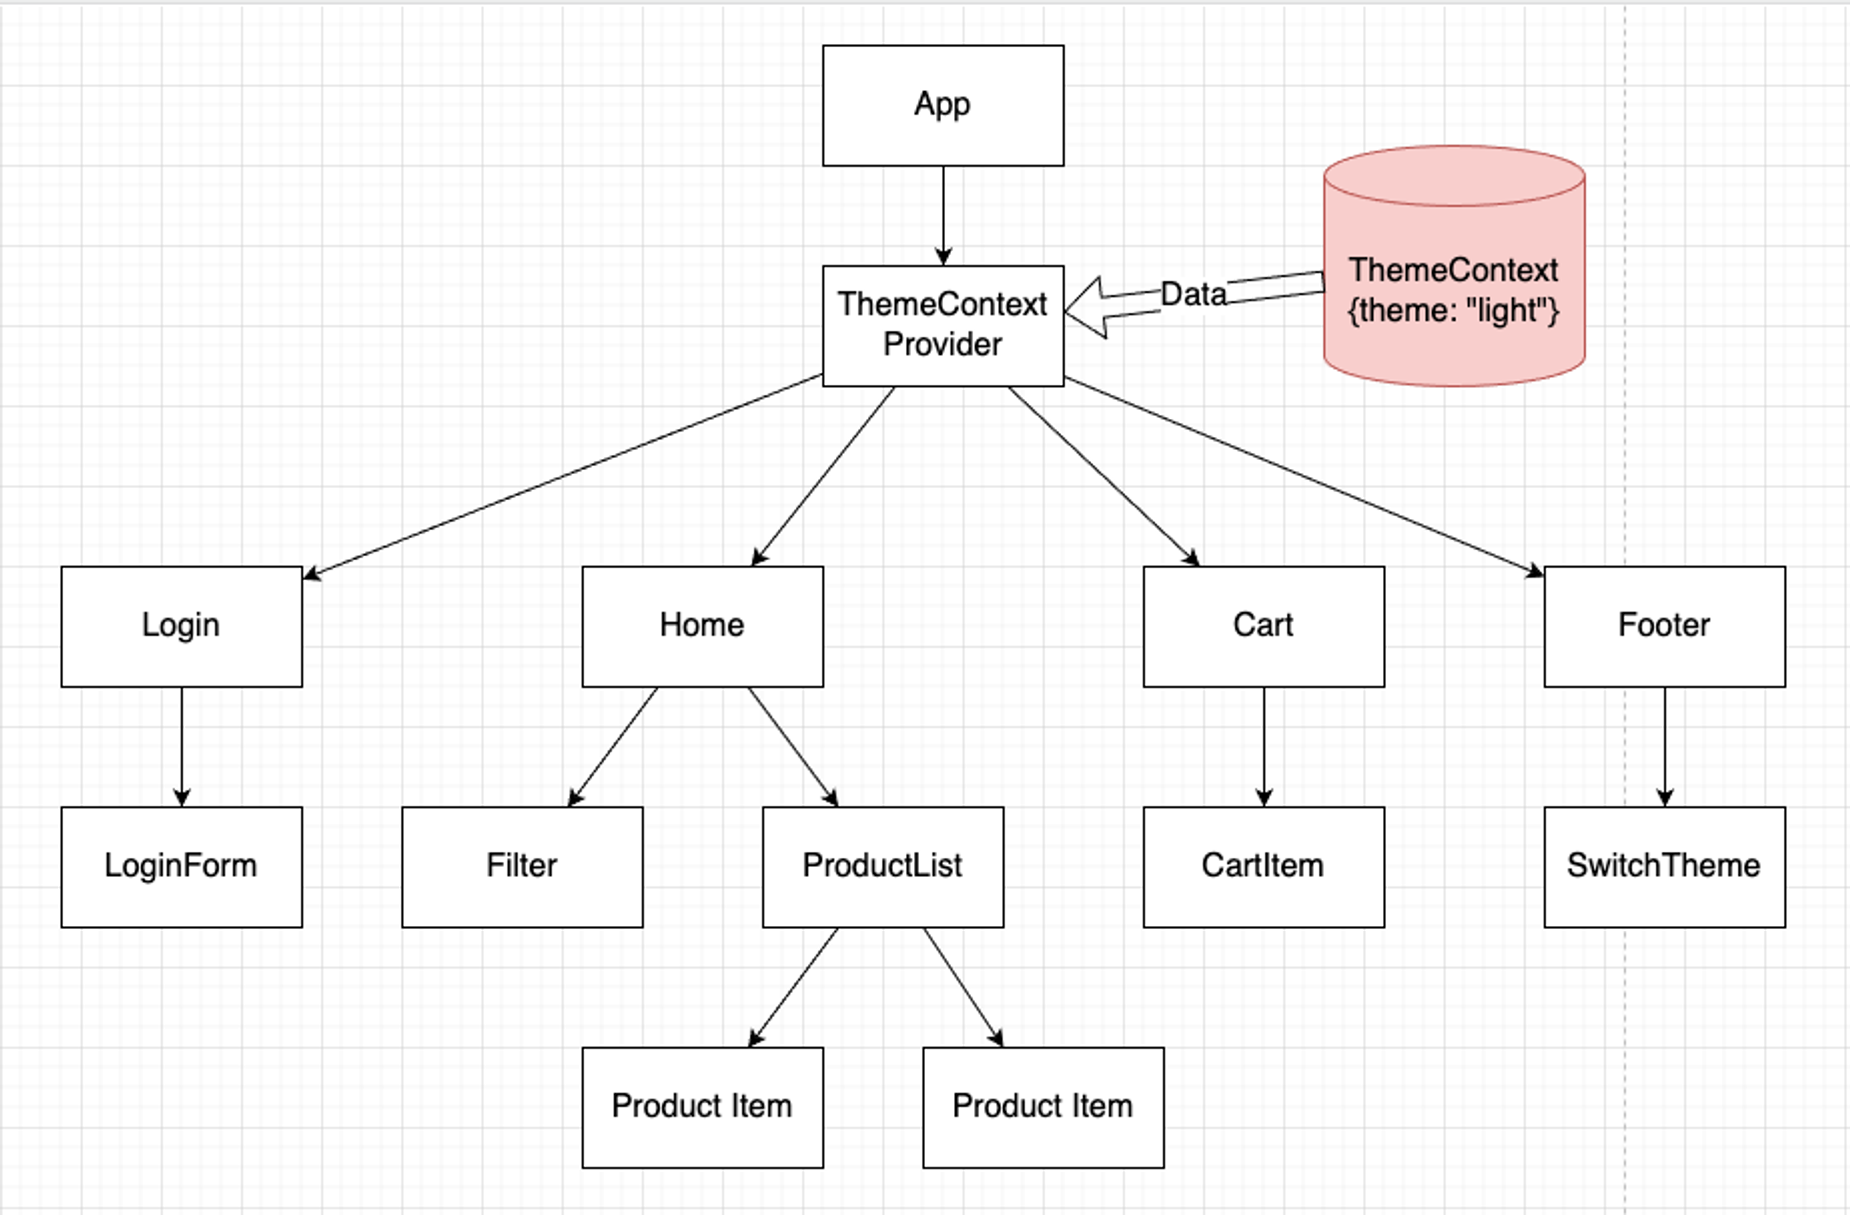 App
ThemeContext
Provider
Data
ThemeContext
{theme: "light"}
Login
Home
Cart
Footer
LoginForm
Filter
ProductList
CartItem
SwitchTheme
Product Item
Product Item